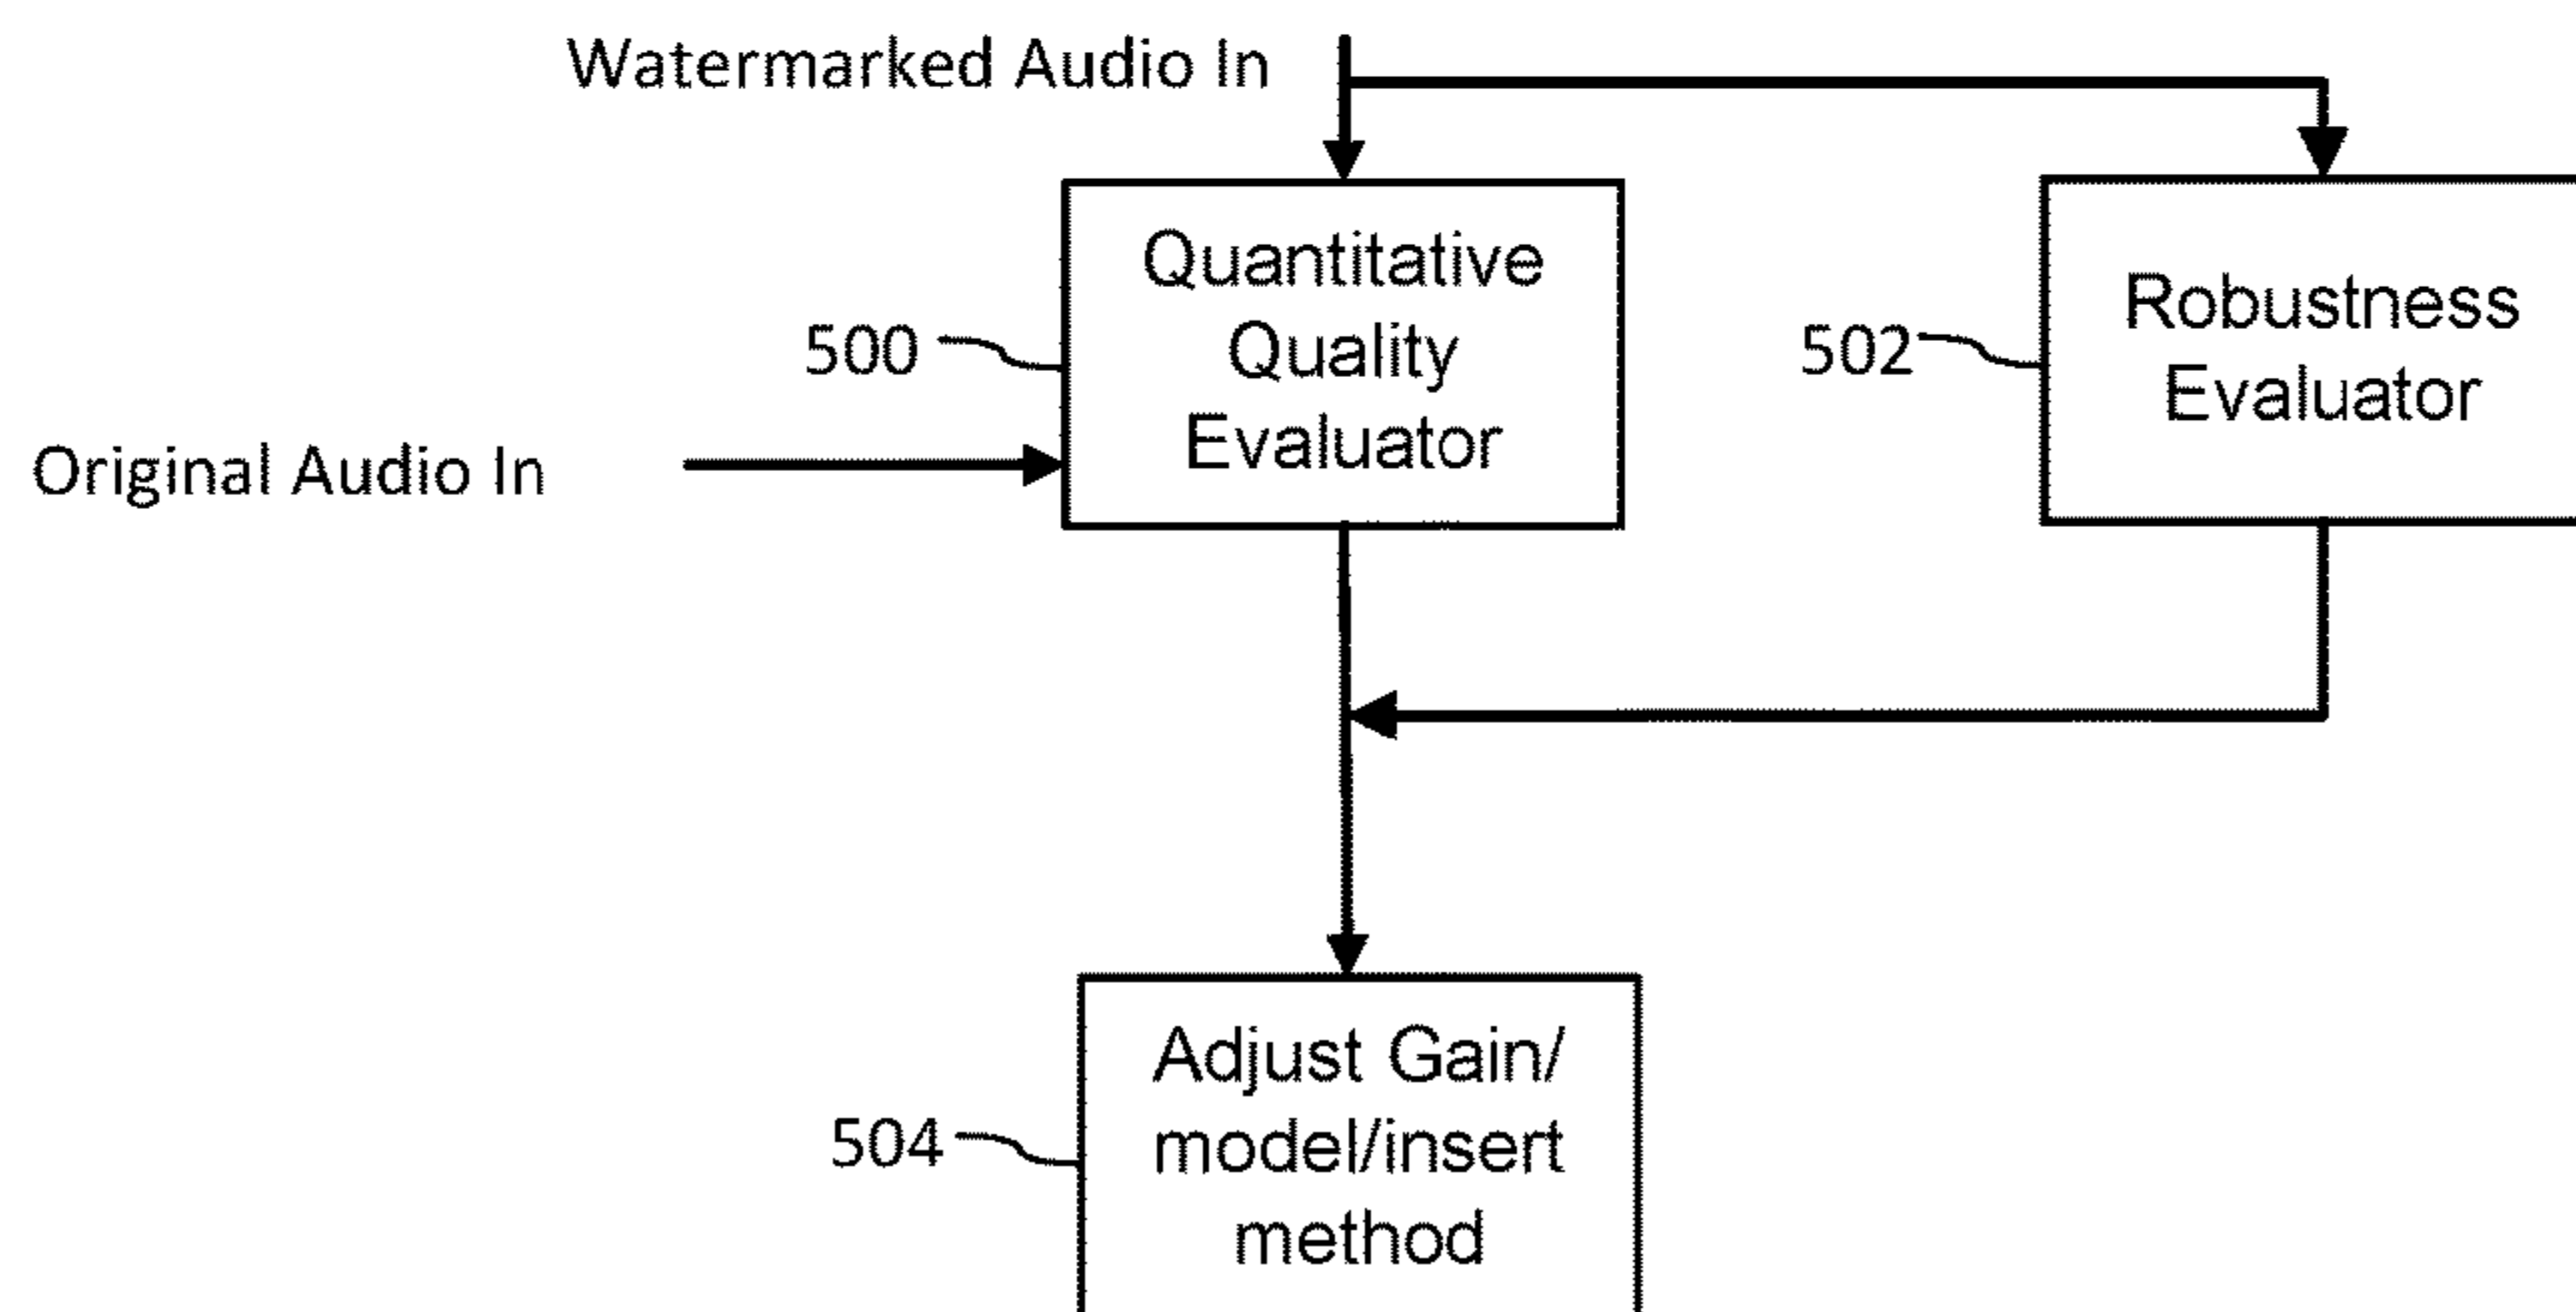 Watermarked Audio In
Quantitative
Quality
Evaluator
500
Robustness
Evaluator
502
Original Audio In
Adjust Gain/
model/insert
method
504